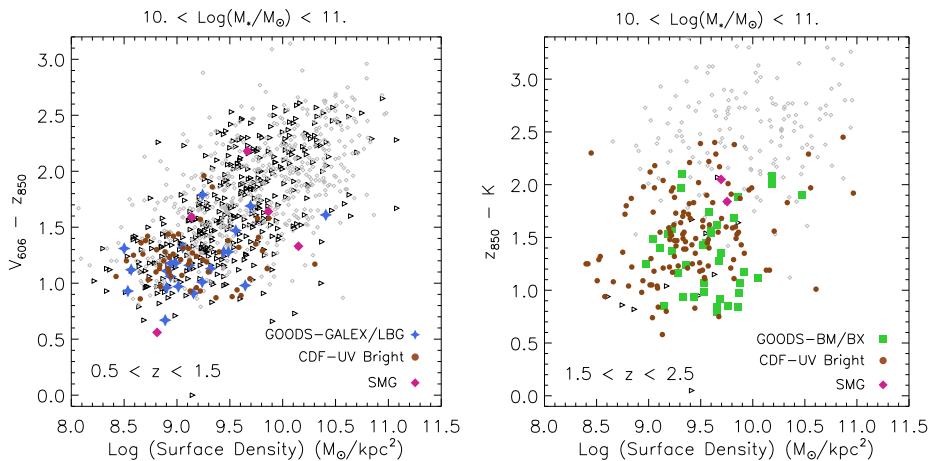 10. < Log(M*/M☉) < 11.
V606 − z850
3.0
2.5
2.0
1.5
1.0
0.5
0.0
GOODS−GALEX/LBG
CDF−UV Bright
SMG
0.5 < z < 1.5
8.0 8.5 9.0 9.5 10.0 10.5 11.0 11.5
Log (Surface Density) (M☉/kpc²)
10. < Log(M*/M☉) < 11.
z850 − K
3.0
2.5
2.0
1.5
1.0
0.5
0.0
GOODS−BM/BX
CDF−UV Bright
SMG
1.5 < z < 2.5
8.0 8.5 9.0 9.5 10.0 10.5 11.0 11.5
Log (Surface Density) (M☉/kpc²)